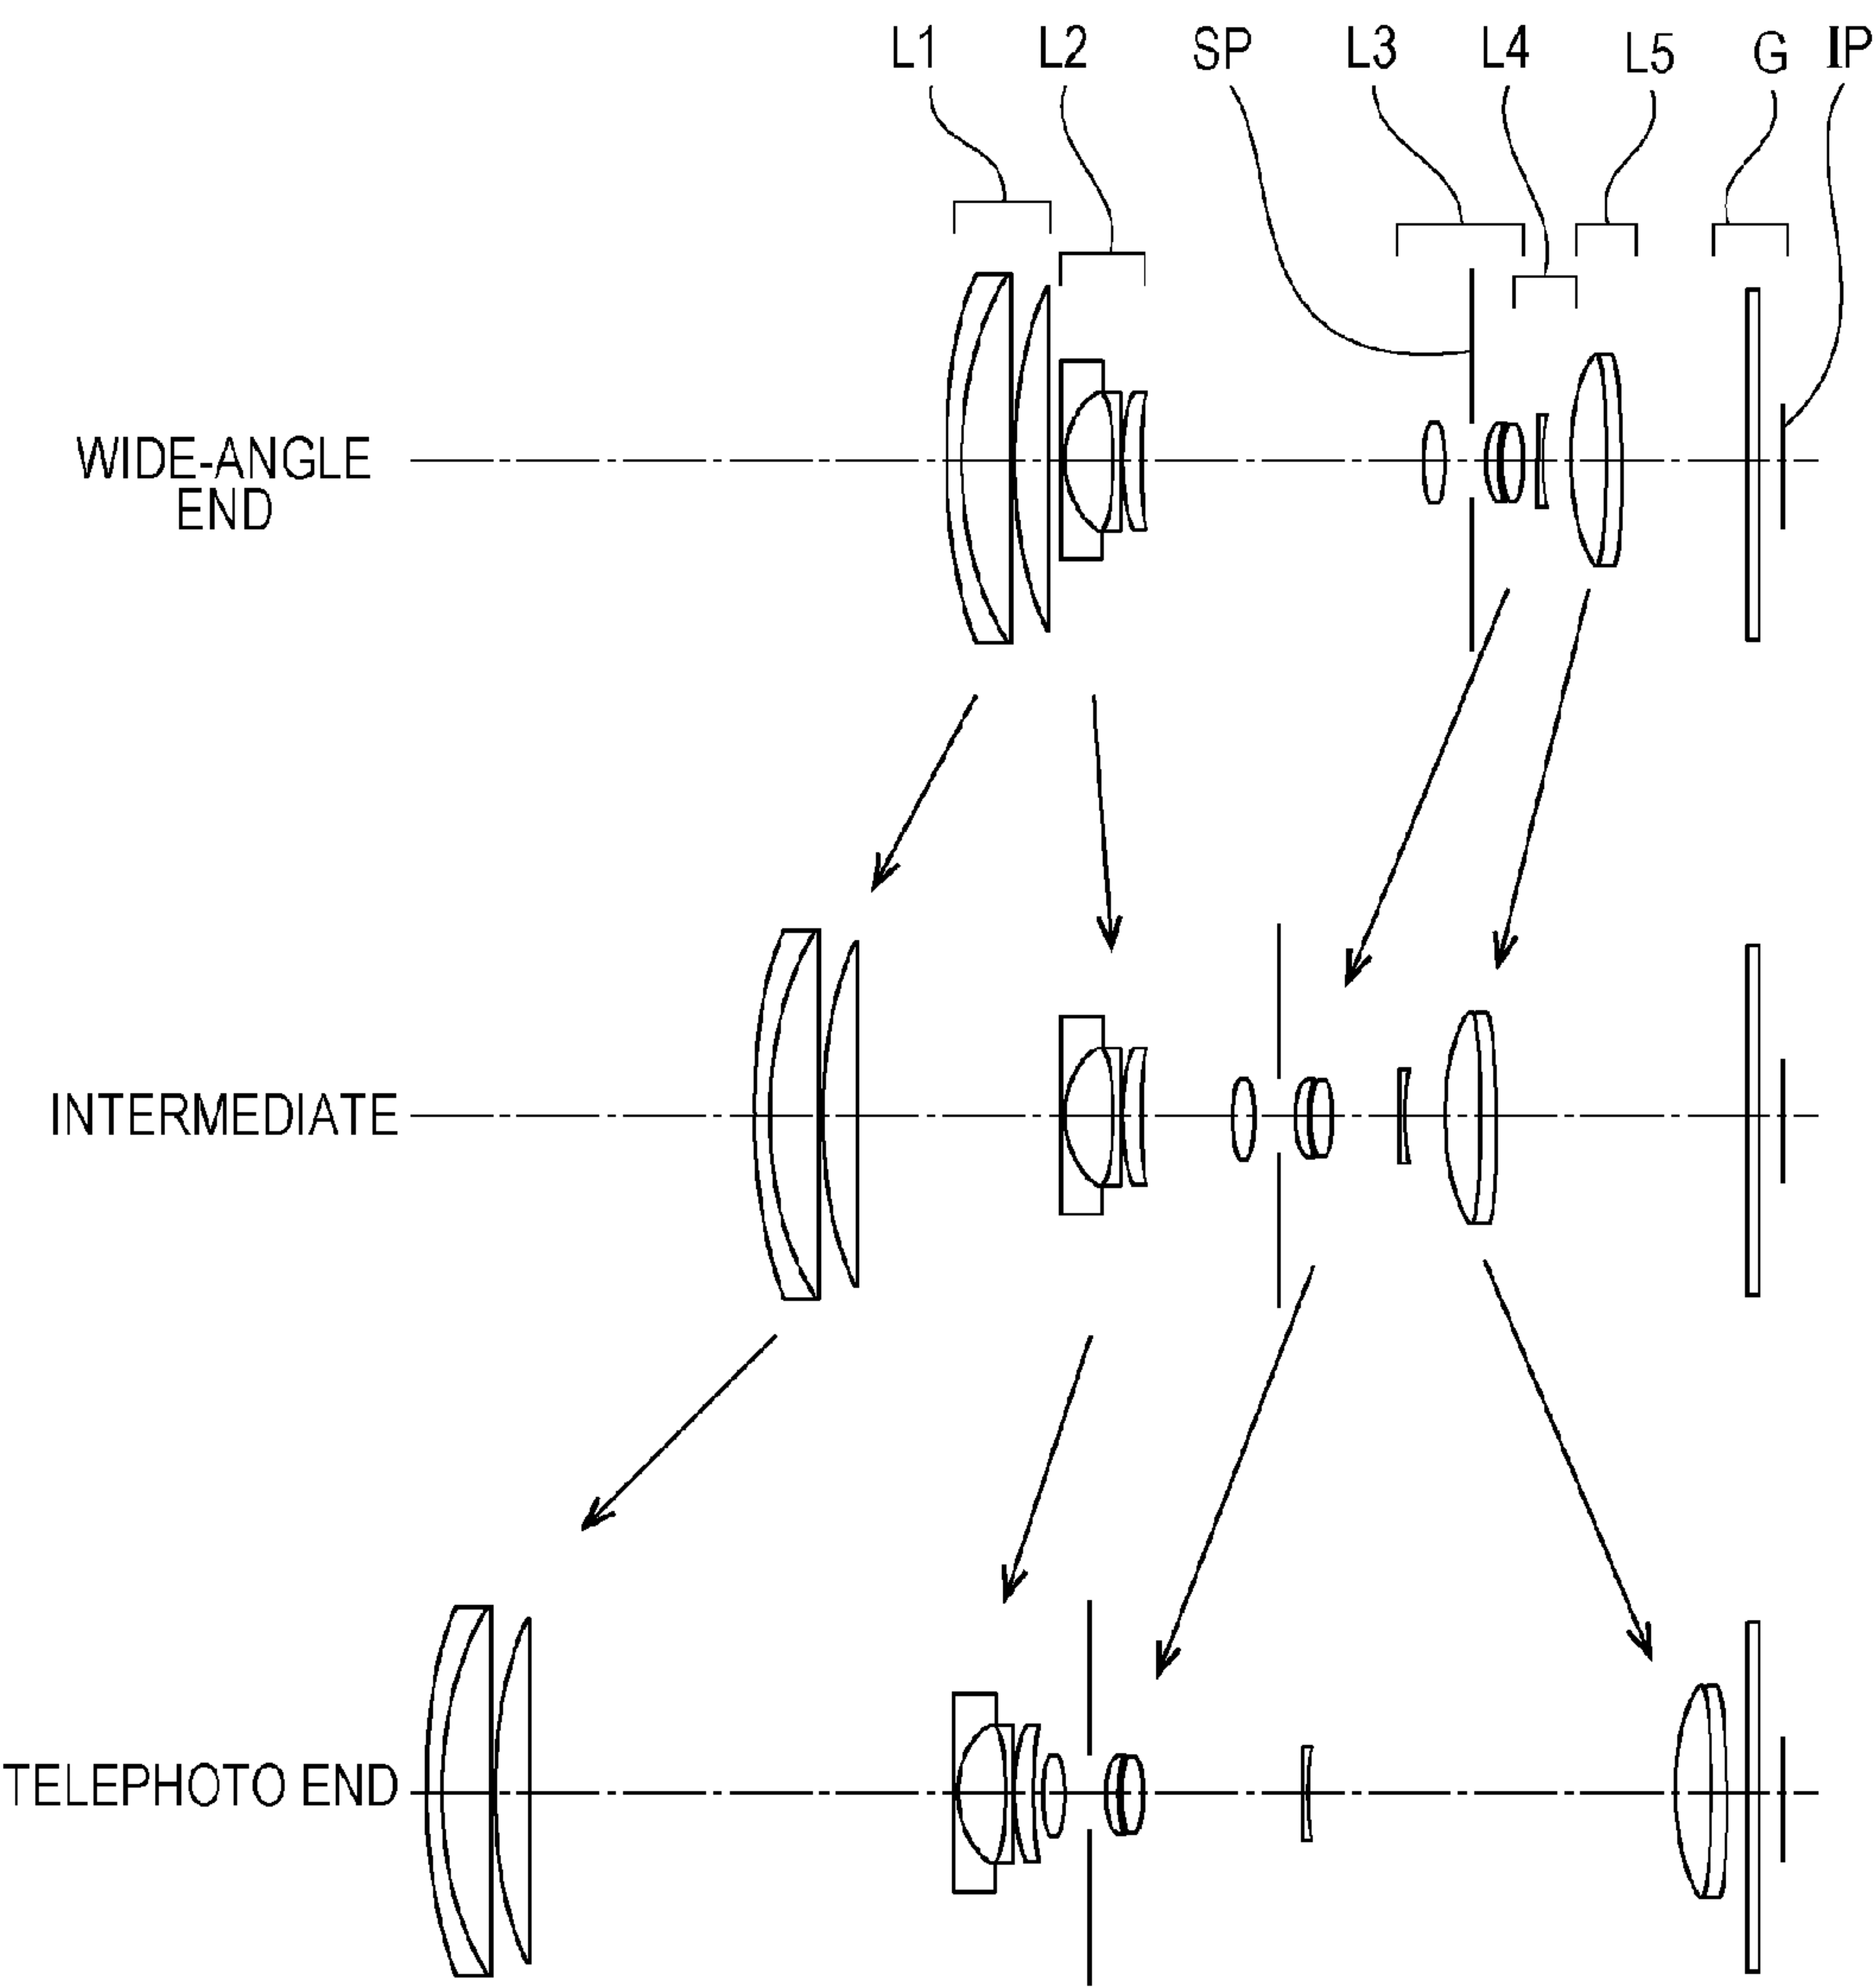 L1 L2 SP L3 L4 L5 G IP
WIDE-ANGLE
END
INTERMEDIATE
TELEPHOTO END